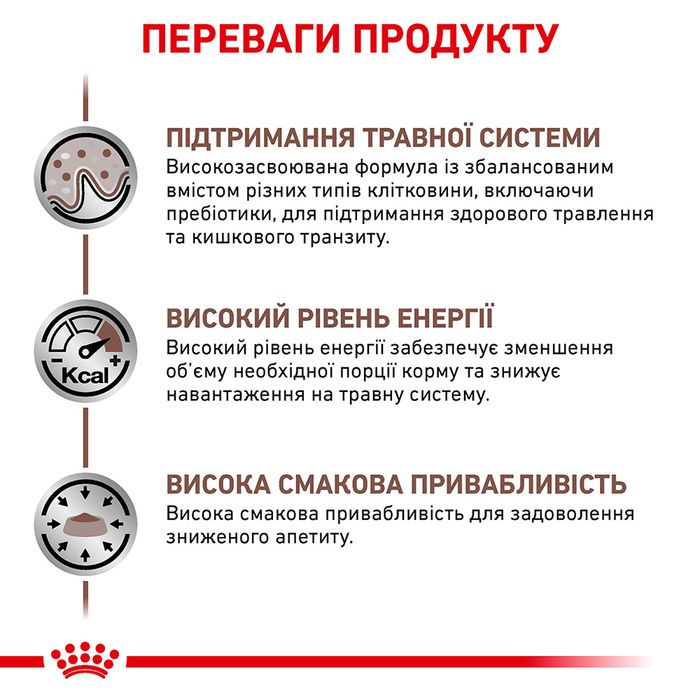 ПЕРЕВАГИ ПРОДУКТУ
ПІДТРИМАННЯ ТРАВНОЇ СИСТЕМИ
Високозасвоювана формула із збалансованим
вмістом різних типів клітковини, включаючи
пребіотики, для підтримання здорового травлення
та кишкового транзиту.
ВИСОКИЙ РІВЕНЬ ЕНЕРГІЇ
Високий рівень енергії забезпечує зменшення
об’єму необхідної порції корму та знижує
навантаження на травну систему.
− +
Kcal
ВИСОКА СМАКОВА ПРИВАБЛИВІСТЬ
Висока смакова привабливість для задоволення
зниженого апетиту.